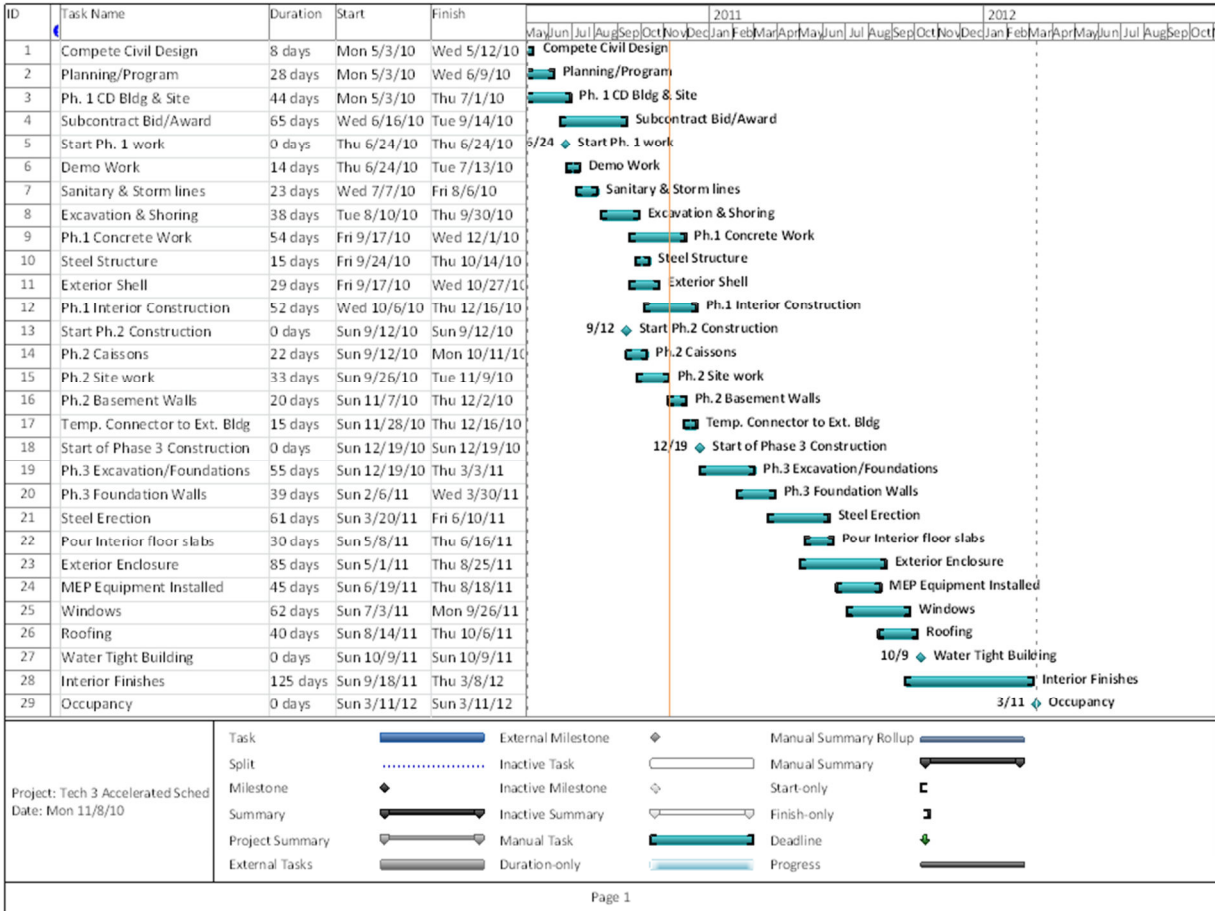 ID Task Name Duration Start Finish 2011 2012
May Jun Jul Aug Sep Oct Nov Dec Jan Feb Mar Apr May Jun Jul Aug Sep Oct Nov Dec Jan Feb Mar Apr May Jun Jul Aug Sep Oct
1 Compete Civil Design 8 days Mon 5/3/10 Wed 5/12/10 Compete Civil Design
2 Planning/Program 28 days Mon 5/3/10 Wed 6/9/10 Planning/Program
3 Ph. 1 CD Bldg & Site 44 days Mon 5/3/10 Thu 7/1/10 Ph. 1 CD Bldg & Site
4 Subcontract Bid/Award 65 days Wed 6/16/10 Tue 9/14/10 Subcontract Bid/Award
5 Start Ph. 1 work 0 days Thu 6/24/10 Thu 6/24/10 6/24 Start Ph. 1 work
6 Demo Work 14 days Thu 6/24/10 Tue 7/13/10 Demo Work
7 Sanitary & Storm lines 23 days Wed 7/7/10 Fri 8/6/10 Sanitary & Storm lines
8 Excavation & Shoring 38 days Tue 8/10/10 Thu 9/30/10 Excavation & Shoring
9 Ph.1 Concrete Work 54 days Fri 9/17/10 Wed 12/1/10 Ph.1 Concrete Work
10 Steel Structure 15 days Fri 9/24/10 Thu 10/14/10 Steel Structure
11 Exterior Shell 29 days Fri 9/17/10 Wed 10/27/10 Exterior Shell
12 Ph.1 Interior Construction 52 days Wed 10/6/10 Thu 12/16/10 Ph.1 Interior Construction
13 Start Ph.2 Construction 0 days Sun 9/12/10 Sun 9/12/10 9/12 Start Ph.2 Construction
14 Ph.2 Caissons 22 days Sun 9/12/10 Mon 10/11/10 Ph.2 Caissons
15 Ph.2 Site work 33 days Sun 9/26/10 Tue 11/9/10 Ph.2 Site work
16 Ph.2 Basement Walls 20 days Sun 11/7/10 Thu 12/2/10 Ph.2 Basement Walls
17 Temp. Connector to Ext. Bldg 15 days Sun 11/28/10 Thu 12/16/10 Temp. Connector to Ext. Bldg
18 Start of Phase 3 Construction 0 days Sun 12/19/10 Sun 12/19/10 12/19 Start of Phase 3 Construction
19 Ph.3 Excavation/Foundations 55 days Sun 12/19/10 Thu 3/3/11 Ph.3 Excavation/Foundations
20 Ph.3 Foundation Walls 39 days Sun 2/6/11 Wed 3/30/11 Ph.3 Foundation Walls
21 Steel Erection 61 days Sun 3/20/11 Fri 6/10/11 Steel Erection
22 Pour Interior floor slabs 30 days Sun 5/8/11 Thu 6/16/11 Pour Interior floor slabs
23 Exterior Enclosure 85 days Sun 5/1/11 Thu 8/25/11 Exterior Enclosure
24 MEP Equipment Installed 45 days Sun 6/19/11 Thu 8/18/11 MEP Equipment Installed
25 Windows 62 days Sun 7/3/11 Mon 9/26/11 Windows
26 Roofing 40 days Sun 8/14/11 Thu 10/6/11 Roofing
27 Water Tight Building 0 days Sun 10/9/11 Sun 10/9/11 10/9 Water Tight Building
28 Interior Finishes 125 days Sun 9/18/11 Thu 3/8/12 Interior Finishes
29 Occupancy 0 days Sun 3/11/12 Sun 3/11/12 3/11 Occupancy
Project: Tech 3 Accelerated Sched
Date: Mon 11/8/10
Task External Milestone Manual Summary Rollup
Split Inactive Task Manual Summary
Milestone Inactive Milestone Start-only
Summary Inactive Summary Finish-only
Project Summary Manual Task Deadline
External Tasks Duration-only Progress
Page 1